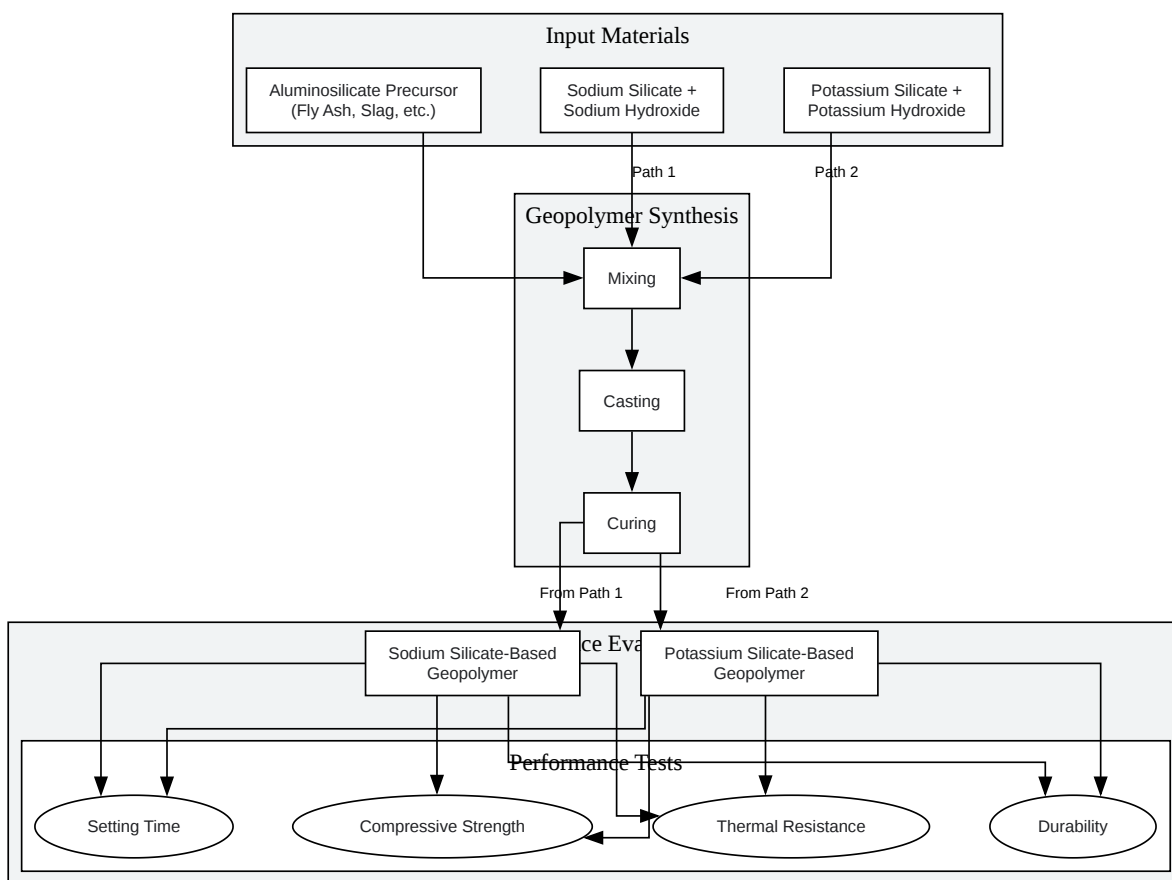 Input Materials
Aluminosilicate Precursor
(Fly Ash, Slag, etc.)
Sodium Silicate +
Sodium Hydroxide
Potassium Silicate +
Potassium Hydroxide
Path 1
Path 2
Geopolymer Synthesis
Mixing
Casting
Curing
From Path 1
From Path 2
Sodium Silicate-Based
Geopolymer
Potassium Silicate-Based
Geopolymer
Performance Tests
Setting Time
Compressive Strength
Thermal Resistance
Durability